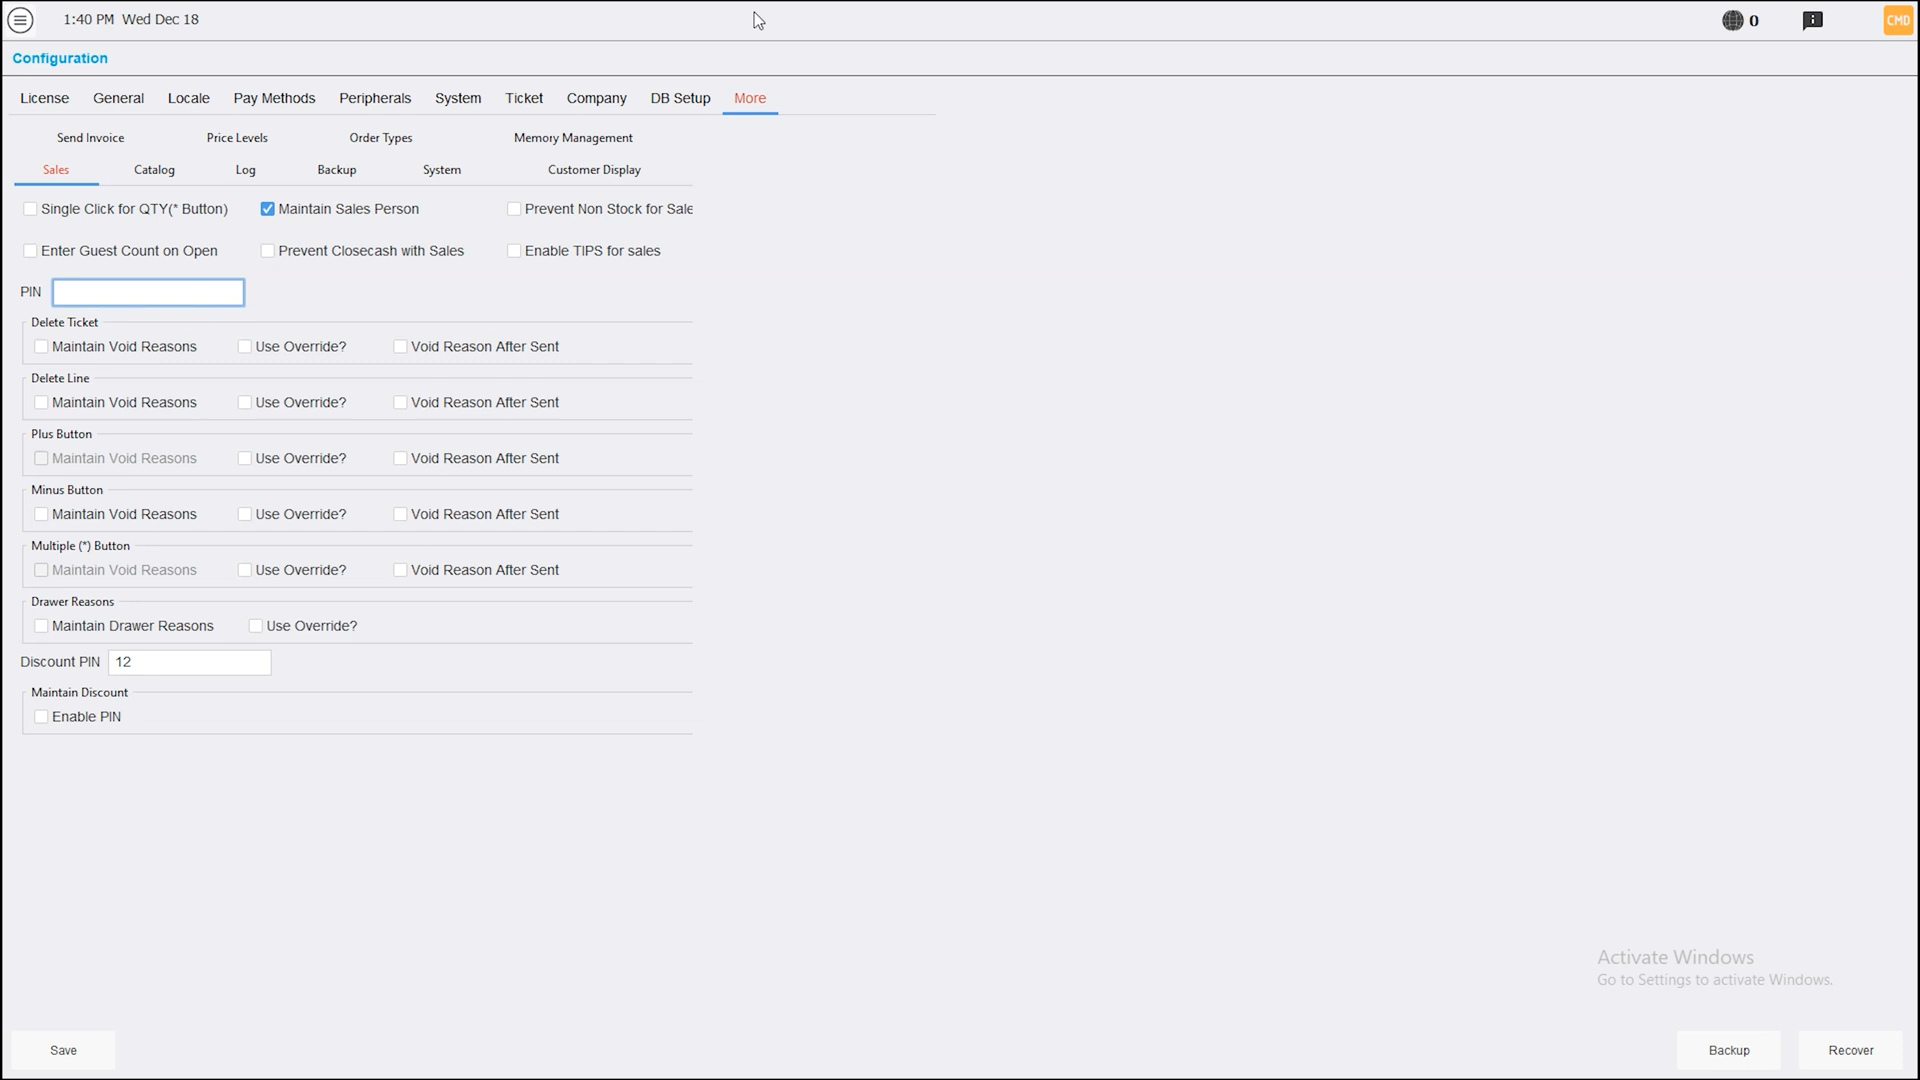 1:40 PM Wed Dec 18 0 CMD
Configuration
License General Locale Pay Methods Peripherals System Ticket Company DB Setup More
Send Invoice Price Levels Order Types Memory Management
Sales Catalog Log Backup System Customer Display
Single Click for QTY(* Button) Maintain Sales Person Prevent Non Stock for Sale
Enter Guest Count on Open Prevent Closecash with Sales Enable TIPS for sales
PIN
Delete Ticket
Maintain Void Reasons Use Override? Void Reason After Sent
Delete Line
Maintain Void Reasons Use Override? Void Reason After Sent
Plus Button
Maintain Void Reasons Use Override? Void Reason After Sent
Minus Button
Maintain Void Reasons Use Override? Void Reason After Sent
Multiple (*) Button
Maintain Void Reasons Use Override? Void Reason After Sent
Drawer Reasons
Maintain Drawer Reasons Use Override?
Discount PIN 12
Maintain Discount
Enable PIN
Activate Windows
Go to Settings to activate Windows.
Save Backup Recover